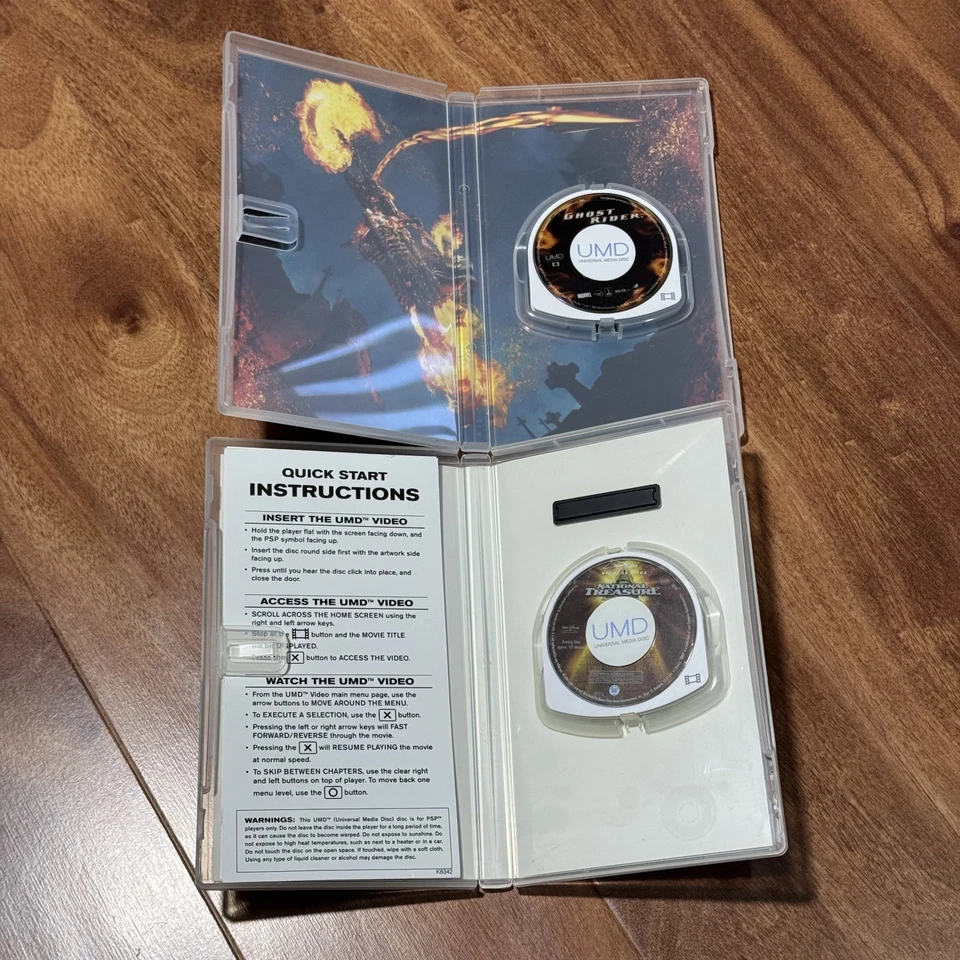 GHOST
RIDER
UMD
UMD
UNIVERSAL MEDIA DISC
MARVEL
QUICK START
INSTRUCTIONS
INSERT THE UMD™ VIDEO
• Hold the player flat with the screen facing down, and
the PSP symbol facing up.
• Insert the disc round side first with the artwork side
facing up.
• Press until you hear the disc click into place, and
close the door.
ACCESS THE UMD™ VIDEO
• SCROLL ACROSS THE HOME SCREEN using the
right and left arrow keys.
Stop at the button and the MOVIE TITLE
will be DISPLAYED.
Press the X button to ACCESS THE VIDEO.
WATCH THE UMD™ VIDEO
• From the UMD™ Video main menu page, use the
arrow buttons to MOVE AROUND THE MENU.
• To EXECUTE A SELECTION, use the X button.
• Pressing the left or right arrow keys will FAST
FORWARD/REVERSE through the movie.
• Pressing the X will RESUME PLAYING the movie
at normal speed.
• To SKIP BETWEEN CHAPTERS, use the clear right
and left buttons on top of player. To move back one
menu level, use the O button.
WARNINGS: This UMD™ (Universal Media Disc) disc is for PSP™
players only. Do not leave the disc inside the player for a long period of time,
as it can cause the disc to become warped. Do not expose to sunshine. Do
not expose to high heat temperatures, such as next to a heater or in a car.
Do not touch the disc on the open space. If touched, wipe with a soft cloth.
Using any type of liquid cleaner or alcohol may damage the disc.
K6342
NATIONAL
TREASURE
UMD
UNIVERSAL MEDIA DISC